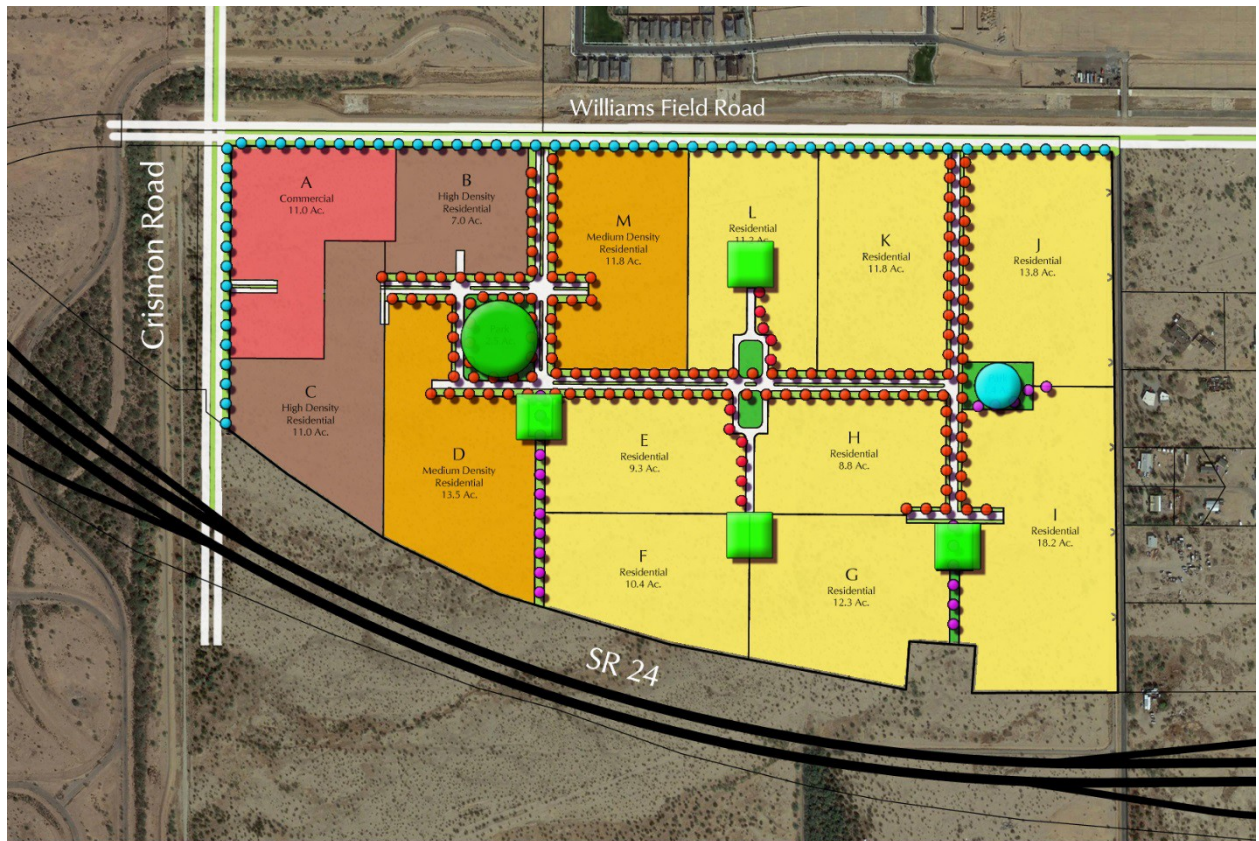 Williams Field Road
Crismon Road
A
Commercial
11.0 Ac.
B
High Density
Residential
7.0 Ac.
M
Medium Density
Residential
11.8 Ac.
L
Residential
11.2 Ac.
K
Residential
11.8 Ac.
J
Residential
13.8 Ac.
C
High Density
Residential
11.0 Ac.
D
Medium Density
Residential
13.5 Ac.
E
Residential
9.3 Ac.
H
Residential
8.8 Ac.
I
Residential
18.2 Ac.
F
Residential
10.4 Ac.
G
Residential
12.3 Ac.
SR 24